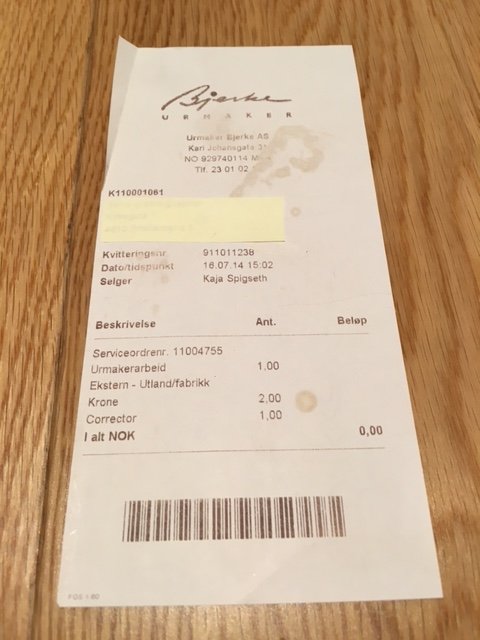 Bjerke
URMAKER
Urmaker Bjerke AS
Karl Johansgate 31
NO 929740114
Tlf. 23 01 02
K110001061
Kvitteringsnr. 911011238
Dato/tidspunkt 16.07.14 15:02
Selger Kaja Spigseth
Beskrivelse Ant. Beløp
Serviceordrenr. 11004755
Urmakerarbeid 1,00
Ekstern - Utland/fabrikk
Krone 2,00
Corrector 1,00
I alt NOK 0,00